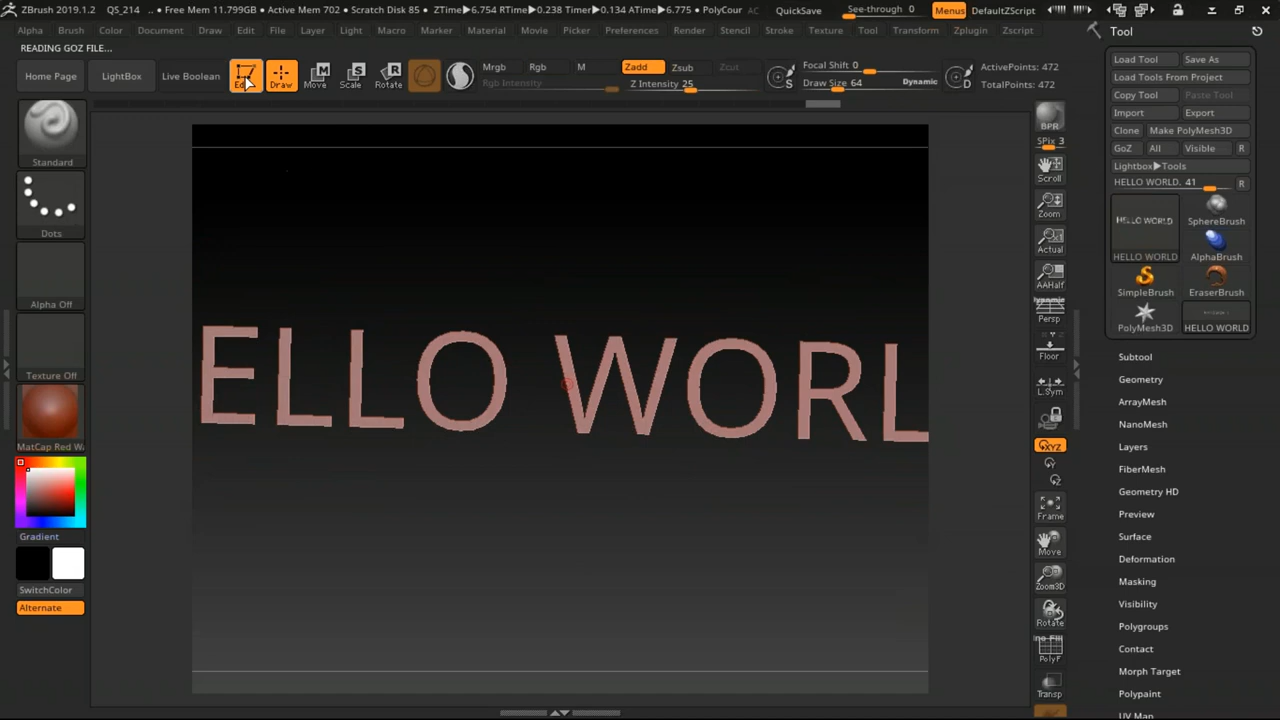 ZBrush 2019.1.2 QS_214 .. • Free Mem 11.799GB • Active Mem 702 • Scratch Disk 85 • ZTime▶6.754 RTime▶0.238 Timer▶0.134 ATime▶6.775 • PolyCour AC QuickSave See-through 0 Menus DefaultZScript
Alpha Brush Color Document Draw Edit File Layer Light Macro Marker Material Movie Picker Preferences Render Stencil Stroke Texture Tool Transform Zplugin Zscript
READING GOZ FILE...
Home Page LightBox Live Boolean Draw Move Scale Rotate
Mrgb Rgb M Zadd Zsub Zcut
Rgb Intensity Z Intensity 25
S Focal Shift 0
Draw Size 64 Dynamic
D ActivePoints: 472
TotalPoints: 472
Standard
Dots
Alpha Off
Texture Off
MatCap Red W
Gradient
SwitchColor
Alternate
ELLO WORL
BPR
SPix 3
Scroll
Zoom
Actual
AAHalf
Dynamic
Persp
Floor
L.Sym
XYZ
Y
Z
Frame
Move
Zoom3D
Rotate
PolyF
Transp
Tool
Load Tool Save As
Load Tools From Project
Copy Tool Paste Tool
Import Export
Clone Make PolyMesh3D
GoZ All Visible R
Lightbox▶Tools
HELLO WORLD. 41 R
HELLO WORLD
HELLO WORLD
SphereBrush
AlphaBrush
SimpleBrush
EraserBrush
PolyMesh3D
HELLO WORLD
Subtool
Geometry
ArrayMesh
NanoMesh
Layers
FiberMesh
Geometry HD
Preview
Surface
Deformation
Masking
Visibility
Polygroups
Contact
Morph Target
Polypaint
UV Map